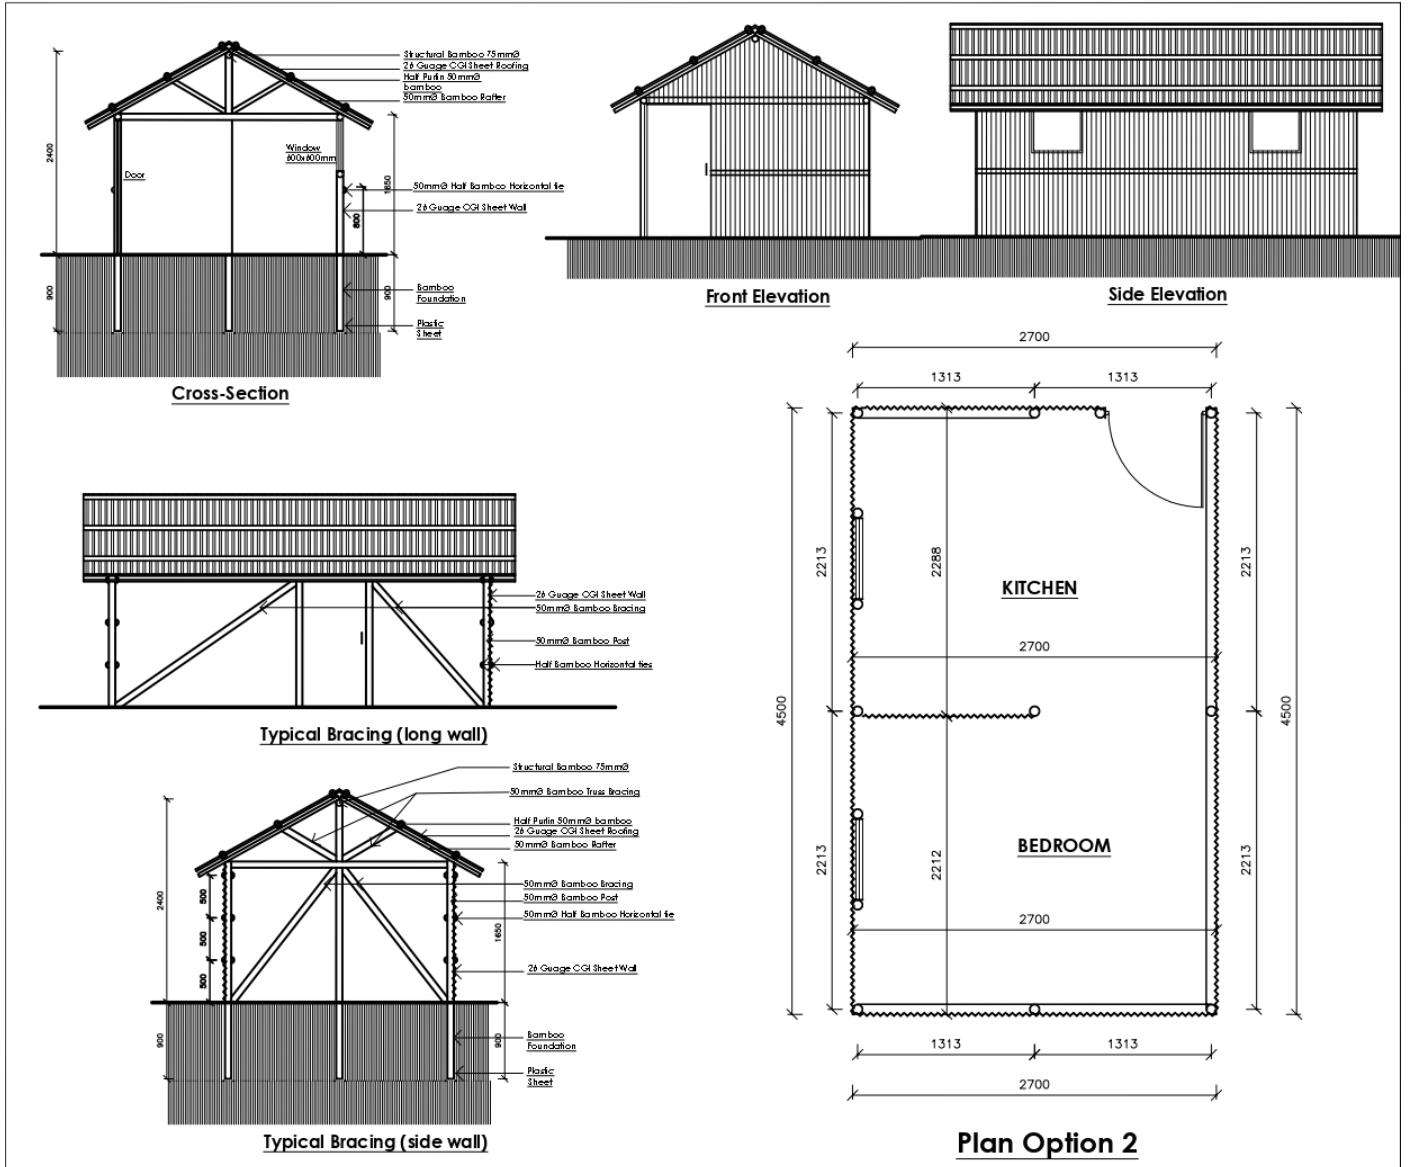 Structural Bamboo 75mmØ
26 Guage CGI Sheet Roofing
Half Purlin 50mmØ
bamboo
50mmØ Bamboo Rafter
2400
Window
600x600mm
Door
1650
50mmØ Half Bamboo Horizontal tie
26 Guage CGI Sheet Wall
800
900
900
Bamboo
Foundation
Plastic
Sheet
Cross-Section
Front Elevation
Side Elevation
26 Guage CGI Sheet Wall
50mmØ Bamboo Bracing
50mmØ Bamboo Post
Half Bamboo Horizontal ties
Typical Bracing (long wall)
Structural Bamboo 75mmØ
50mmØ Bamboo Truss Bracing
Half Purlin 50mmØ bamboo
26 Guage CGI Sheet Roofing
50mmØ Bamboo Rafter
2400
500
500
500
1650
50mmØ Bamboo Bracing
50mmØ Bamboo Post
50mmØ Half Bamboo Horizontal tie
26 Guage CGI Sheet Wall
900
900
Bamboo
Foundation
Plastic
Sheet
Typical Bracing (side wall)
2700
1313
1313
2213
2288
2213
KITCHEN
2700
4500
4500
2213
2212
2213
BEDROOM
2700
1313
1313
2700
Plan Option 2